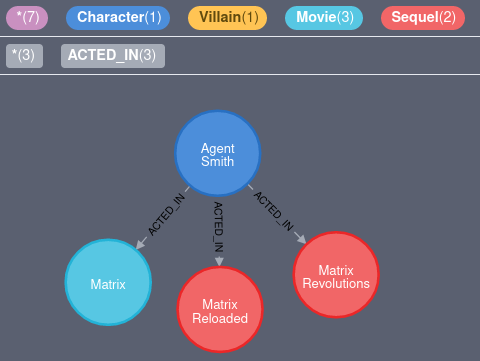 *(7) Character(1) Villain(1) Movie(3) Sequel(2)
*(3) ACTED_IN(3)
Agent
Smith
ACTED_IN
ACTED_IN
ACTED_IN
Matrix
Matrix
Reloaded
Matrix
Revolutions